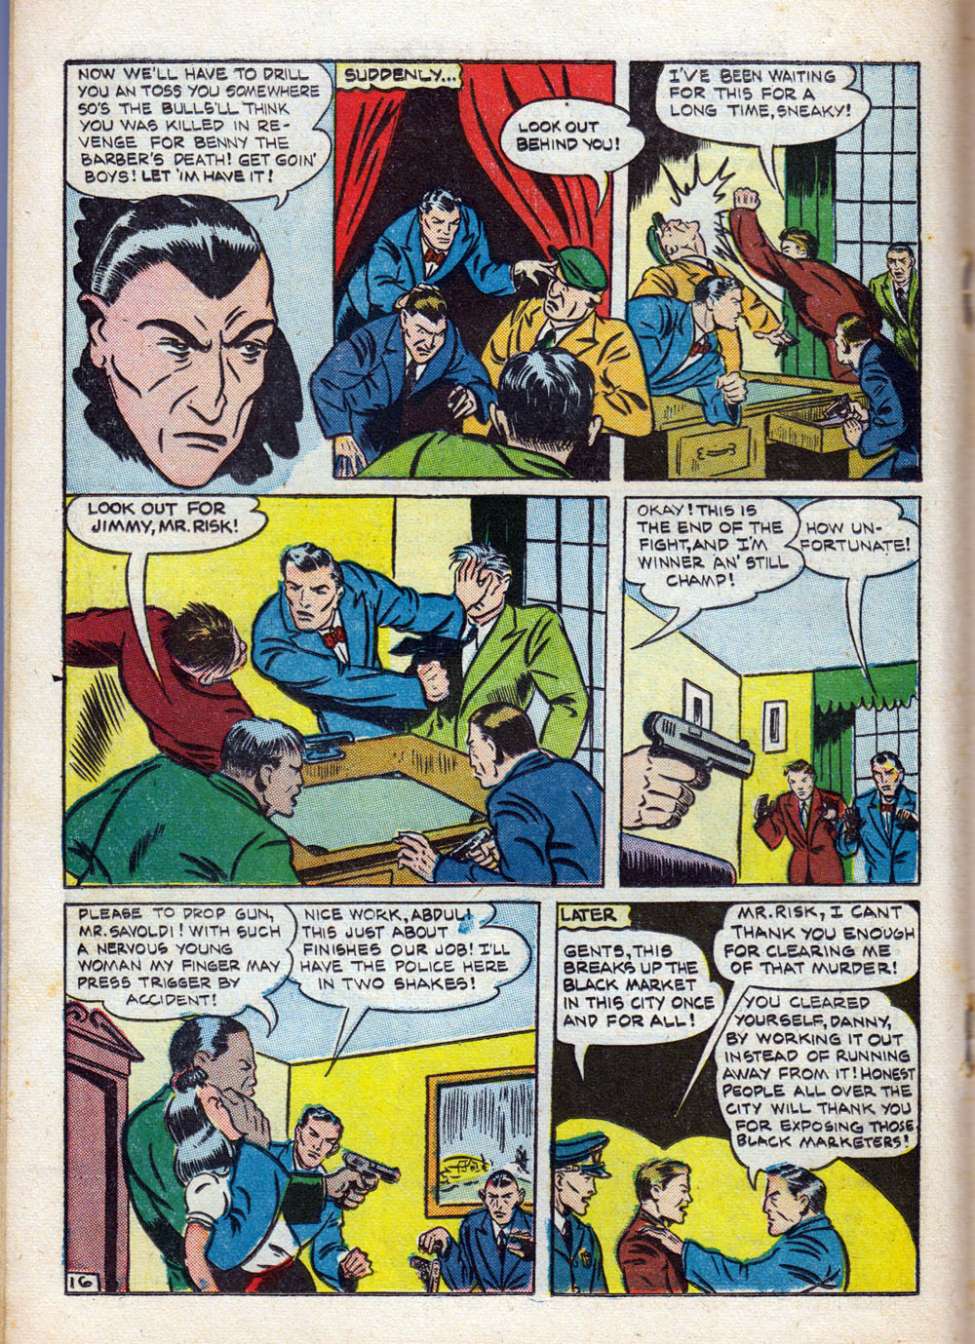 NOW WE'LL HAVE TO DRILL
YOU AN TOSS YOU SOMEWHERE
SO'S THE BULLS'LL THINK
YOU WAS KILLED IN RE-
VENGE FOR BENNY THE
BARBER'S DEATH! GET GOIN'
BOYS! LET 'IM HAVE IT!
SUDDENLY...
LOOK OUT
BEHIND YOU!
I'VE BEEN WAITING
FOR THIS FOR A
LONG TIME, SNEAKY!
LOOK OUT FOR
JIMMY, MR. RISK!
OKAY! THIS IS
THE END OF THE
FIGHT, AND I'M
WINNER AN' STILL
CHAMP!
HOW UN-
FORTUNATE!
PLEASE TO DROP GUN,
MR. SAVOLDI! WITH SUCH
A NERVOUS YOUNG
WOMAN MY FINGER MAY
PRESS TRIGGER BY
ACCIDENT!
NICE WORK, ABDUL!
THIS JUST ABOUT
FINISHES OUR JOB! I'LL
HAVE THE POLICE HERE
IN TWO SHAKES!
LATER
GENTS, THIS
BREAKS UP THE
BLACK MARKET
IN THIS CITY ONCE
AND FOR ALL!
MR. RISK, I CANT
THANK YOU ENOUGH
FOR CLEARING ME
OF THAT MURDER!
YOU CLEARED
YOURSELF, DANNY,
BY WORKING IT OUT
INSTEAD OF RUNNING
AWAY FROM IT! HONEST
PEOPLE ALL OVER THE
CITY WILL THANK YOU
FOR EXPOSING THOSE
BLACK MARKETERS!
16